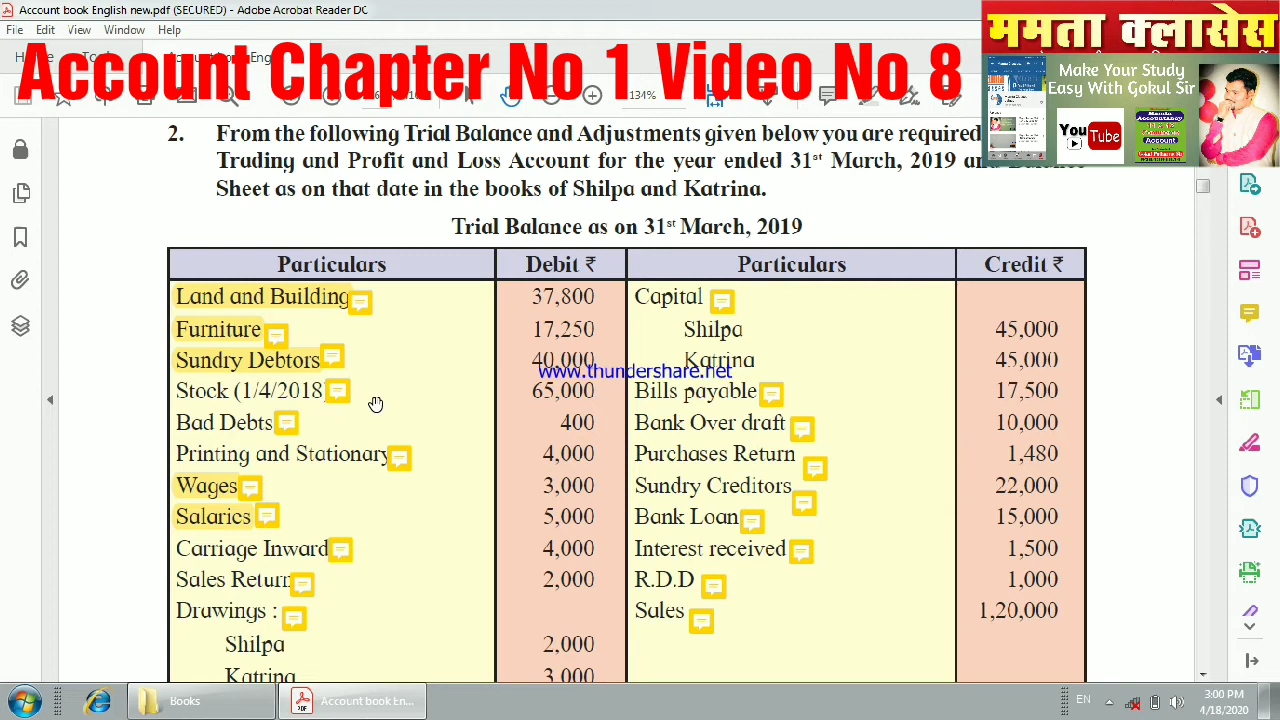 Account book English new.pdf (SECURED) - Adobe Acrobat Reader DC
File Edit View Window Help
Account Chapter No 1 Video No 8
ममता क्लासेस
Make Your Study
Easy With Gokul Sir
You Tube
134%
2. From the following Trial Balance and Adjustments given below you are required
Trading and Profit and Loss Account for the year ended 31st March, 2019 and Balance
Sheet as on that date in the books of Shilpa and Katrina.
Trial Balance as on 31st March, 2019
Particulars Debit ₹ Particulars Credit ₹
Land and Building 37,800 Capital
Furniture 17,250 Shilpa 45,000
Sundry Debtors 40,000 Katrina 45,000
www.thundershare.net
Stock (1/4/2018) 65,000 Bills payable 17,500
Bad Debts 400 Bank Over draft 10,000
Printing and Stationary 4,000 Purchases Return 1,480
Wages 3,000 Sundry Creditors 22,000
Salaries 5,000 Bank Loan 15,000
Carriage Inward 4,000 Interest received 1,500
Sales Return 2,000 R.D.D 1,000
Drawings : Sales 1,20,000
Shilpa 2,000
Katrina 3,000
Books Account book En... EN 3:00 PM
4/18/2020